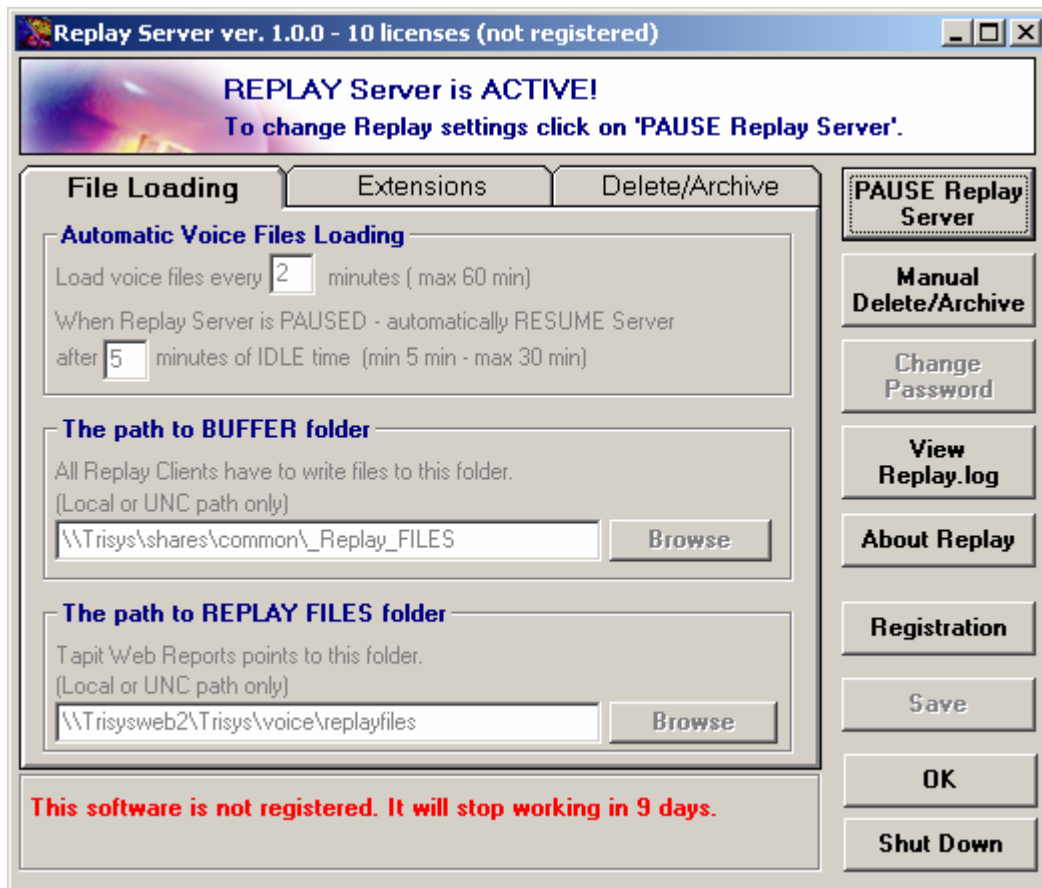 Replay Server ver. 1.0.0 - 10 licenses (not registered)
REPLAY Server is ACTIVE!
To change Replay settings click on 'PAUSE Replay Server'.
File Loading
Extensions
Delete/Archive
Automatic Voice Files Loading
Load voice files every 2 minutes ( max 60 min)
When Replay Server is PAUSED - automatically RESUME Server
after 5 minutes of IDLE time (min 5 min - max 30 min)
The path to BUFFER folder
All Replay Clients have to write files to this folder.
(Local or UNC path only)
\\Trisys\shares\common\_Replay_FILES
Browse
The path to REPLAY FILES folder
Tapit Web Reports points to this folder.
(Local or UNC path only)
\\Trisysweb2\Trisys\voice\replayfiles
Browse
This software is not registered. It will stop working in 9 days.
PAUSE Replay
Server
Manual
Delete/Archive
Change
Password
View
Replay.log
About Replay
Registration
Save
OK
Shut Down